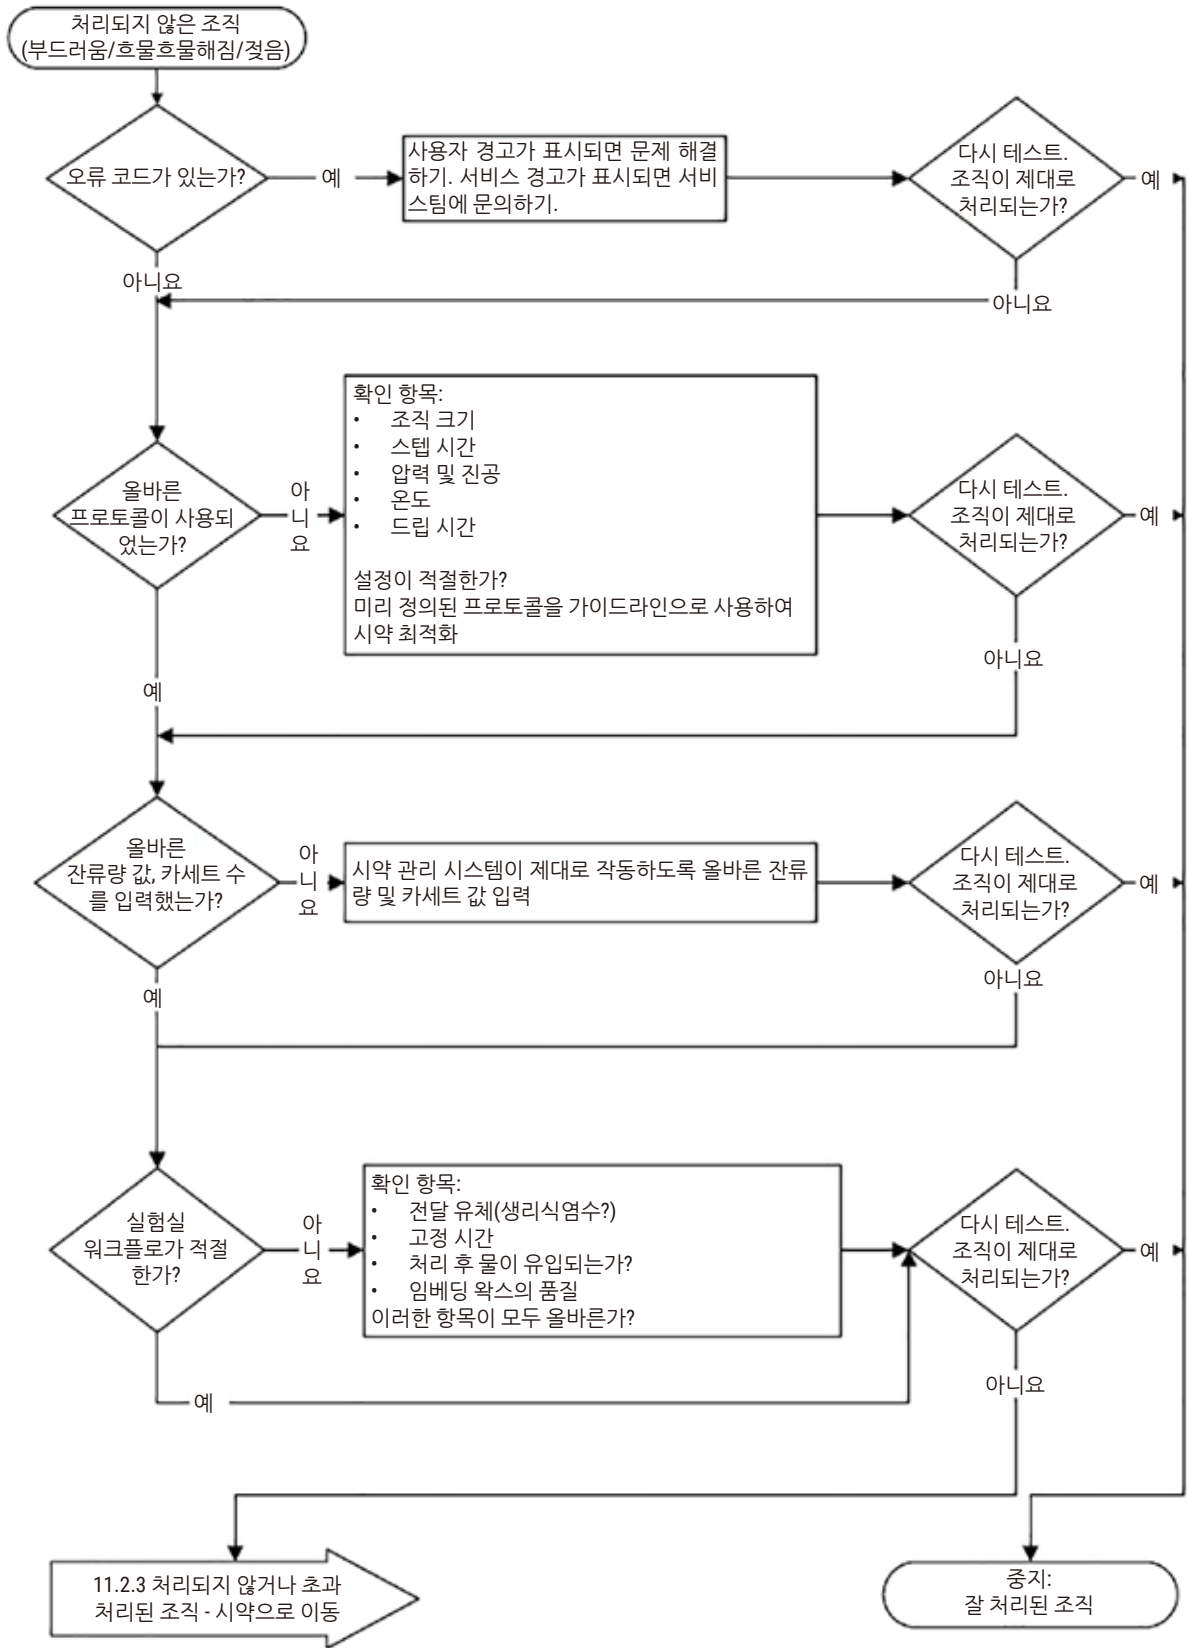 처리되지 않은 조직
(부드러움/흐물흐물해짐/젖음)
오류 코드가 있는가?
예
사용자 경고가 표시되면 문제 해결
하기. 서비스 경고가 표시되면 서비
스팀에 문의하기.
다시 테스트.
조직이 제대로
처리되는가?
예
아니요
아니요
올바른
프로토콜이 사용되
었는가?
아
니
요
확인 항목:
• 조직 크기
• 스텝 시간
• 압력 및 진공
• 온도
• 드립 시간
설정이 적절한가?
미리 정의된 프로토콜을 가이드라인으로 사용하여
시약 최적화
다시 테스트.
조직이 제대로
처리되는가?
예
아니요
예
올바른
잔류량 값, 카세트 수
를 입력했는가?
아
니
요
시약 관리 시스템이 제대로 작동하도록 올바른 잔류
량 및 카세트 값 입력
다시 테스트.
조직이 제대로
처리되는가?
예
아니요
예
실험실
워크플로가 적절
한가?
아
니
요
확인 항목:
• 전달 유체(생리식염수?)
• 고정 시간
• 처리 후 물이 유입되는가?
• 임베딩 왁스의 품질
이러한 항목이 모두 올바른가?
다시 테스트.
조직이 제대로
처리되는가?
예
아니요
예
11.2.3 처리되지 않거나 초과
처리된 조직 - 시약으로 이동
중지:
잘 처리된 조직